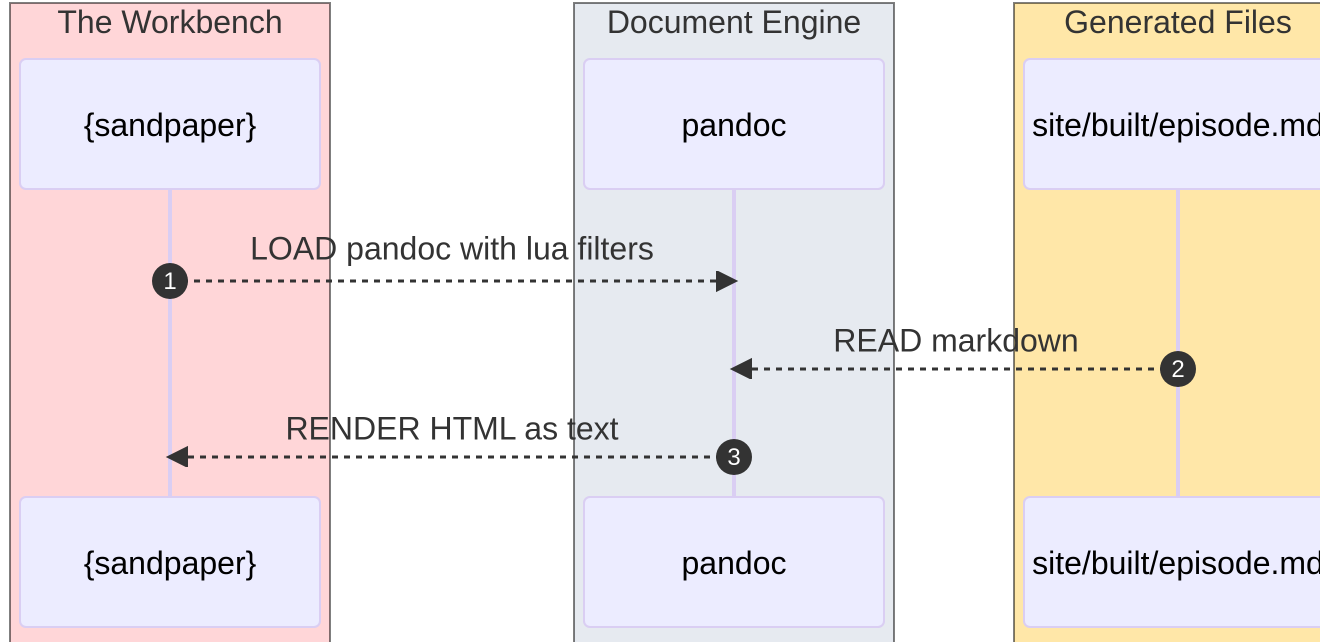 The Workbench
Document Engine
Generated Files
{sandpaper}
pandoc
site/built/episode.md
LOAD pandoc with lua filters
1
READ markdown
2
RENDER HTML as text
3
{sandpaper}
pandoc
site/built/episode.md